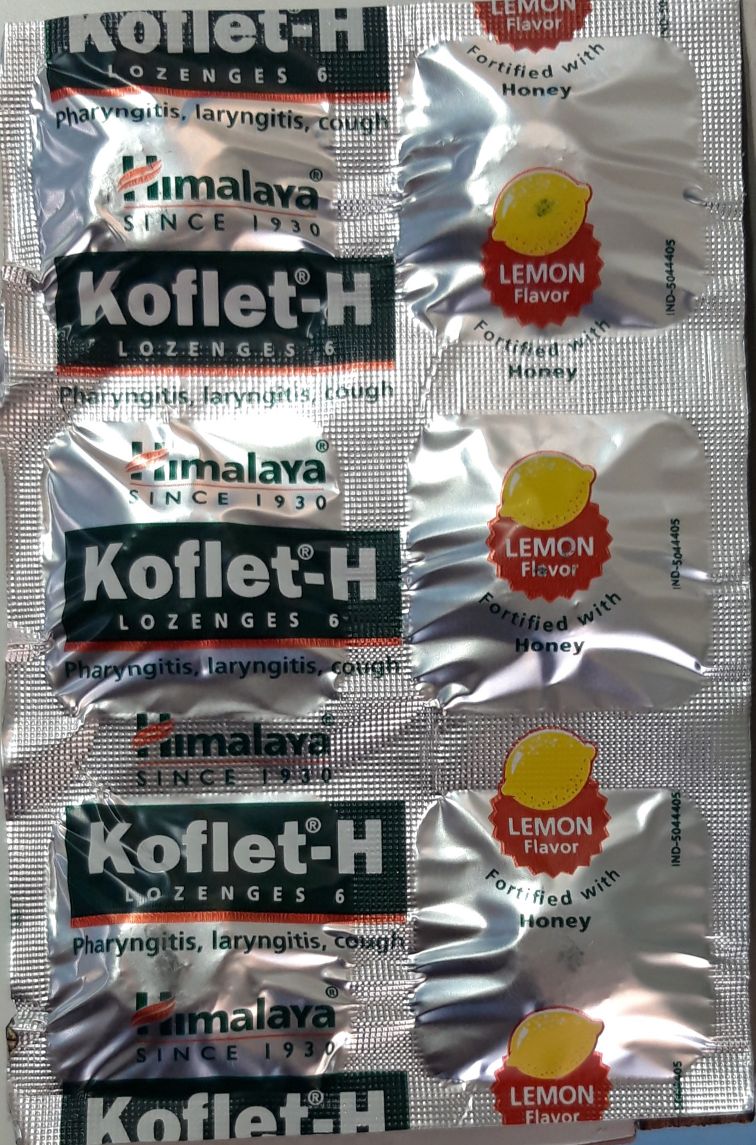 Koflet-H
LOZENGES 6
Pharyngitis, laryngitis, cough
Himalaya®
SINCE 1930
Koflet®-H
LOZENGES 6
Pharyngitis, laryngitis, cough
Himalaya®
SINCE 1930
Koflet®-H
LOZENGES 6
Pharyngitis, laryngitis, cough
Himalaya®
SINCE 1930
Koflet®-H
LOZENGES 6
Pharyngitis, laryngitis, cough
Himalaya®
SINCE 1930
Koflet®-H
LEMON
Flavor
Fortified with
Honey
LEMON
Flavor
IND-5044405
Fortified with
Honey
LEMON
Flavor
IND-5044405
Fortified with
Honey
LEMON
Flavor
IND-5044405
Fortified with
Honey
LEMON
Flavor